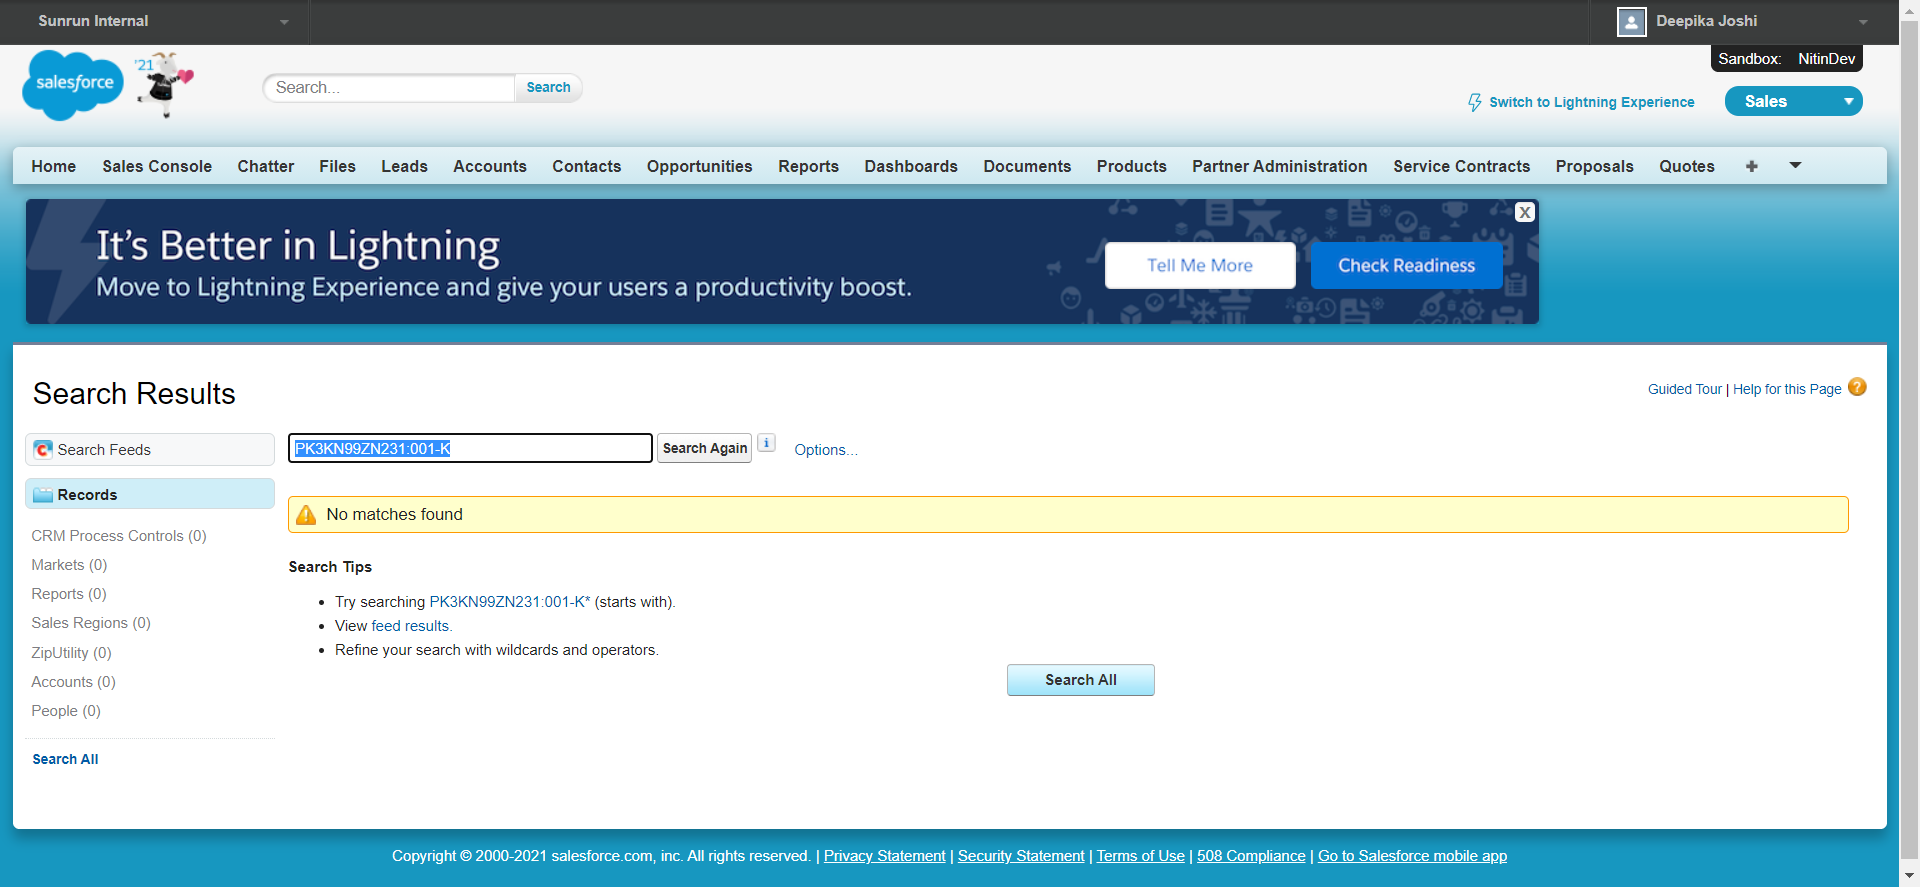 Sunrun Internal
Deepika Joshi
salesforce
'21
Search...
Search
Sandbox: NitinDev
Switch to Lightning Experience
Sales
Home Sales Console Chatter Files Leads Accounts Contacts Opportunities Reports Dashboards Documents Products Partner Administration Service Contracts Proposals Quotes +
It's Better in Lightning
Move to Lightning Experience and give your users a productivity boost.
Tell Me More
Check Readiness
X
Search Results
Guided Tour | Help for this Page ?
Search Feeds
PK3KN99ZN231:001-K
Search Again
i
Options...
Records
No matches found
CRM Process Controls (0)
Markets (0)
Reports (0)
Sales Regions (0)
ZipUtility (0)
Accounts (0)
People (0)
Search All
Search Tips
• Try searching PK3KN99ZN231:001-K* (starts with).
• View feed results.
• Refine your search with wildcards and operators.
Search All
Copyright © 2000-2021 salesforce.com, inc. All rights reserved. | Privacy Statement | Security Statement | Terms of Use | 508 Compliance | Go to Salesforce mobile app